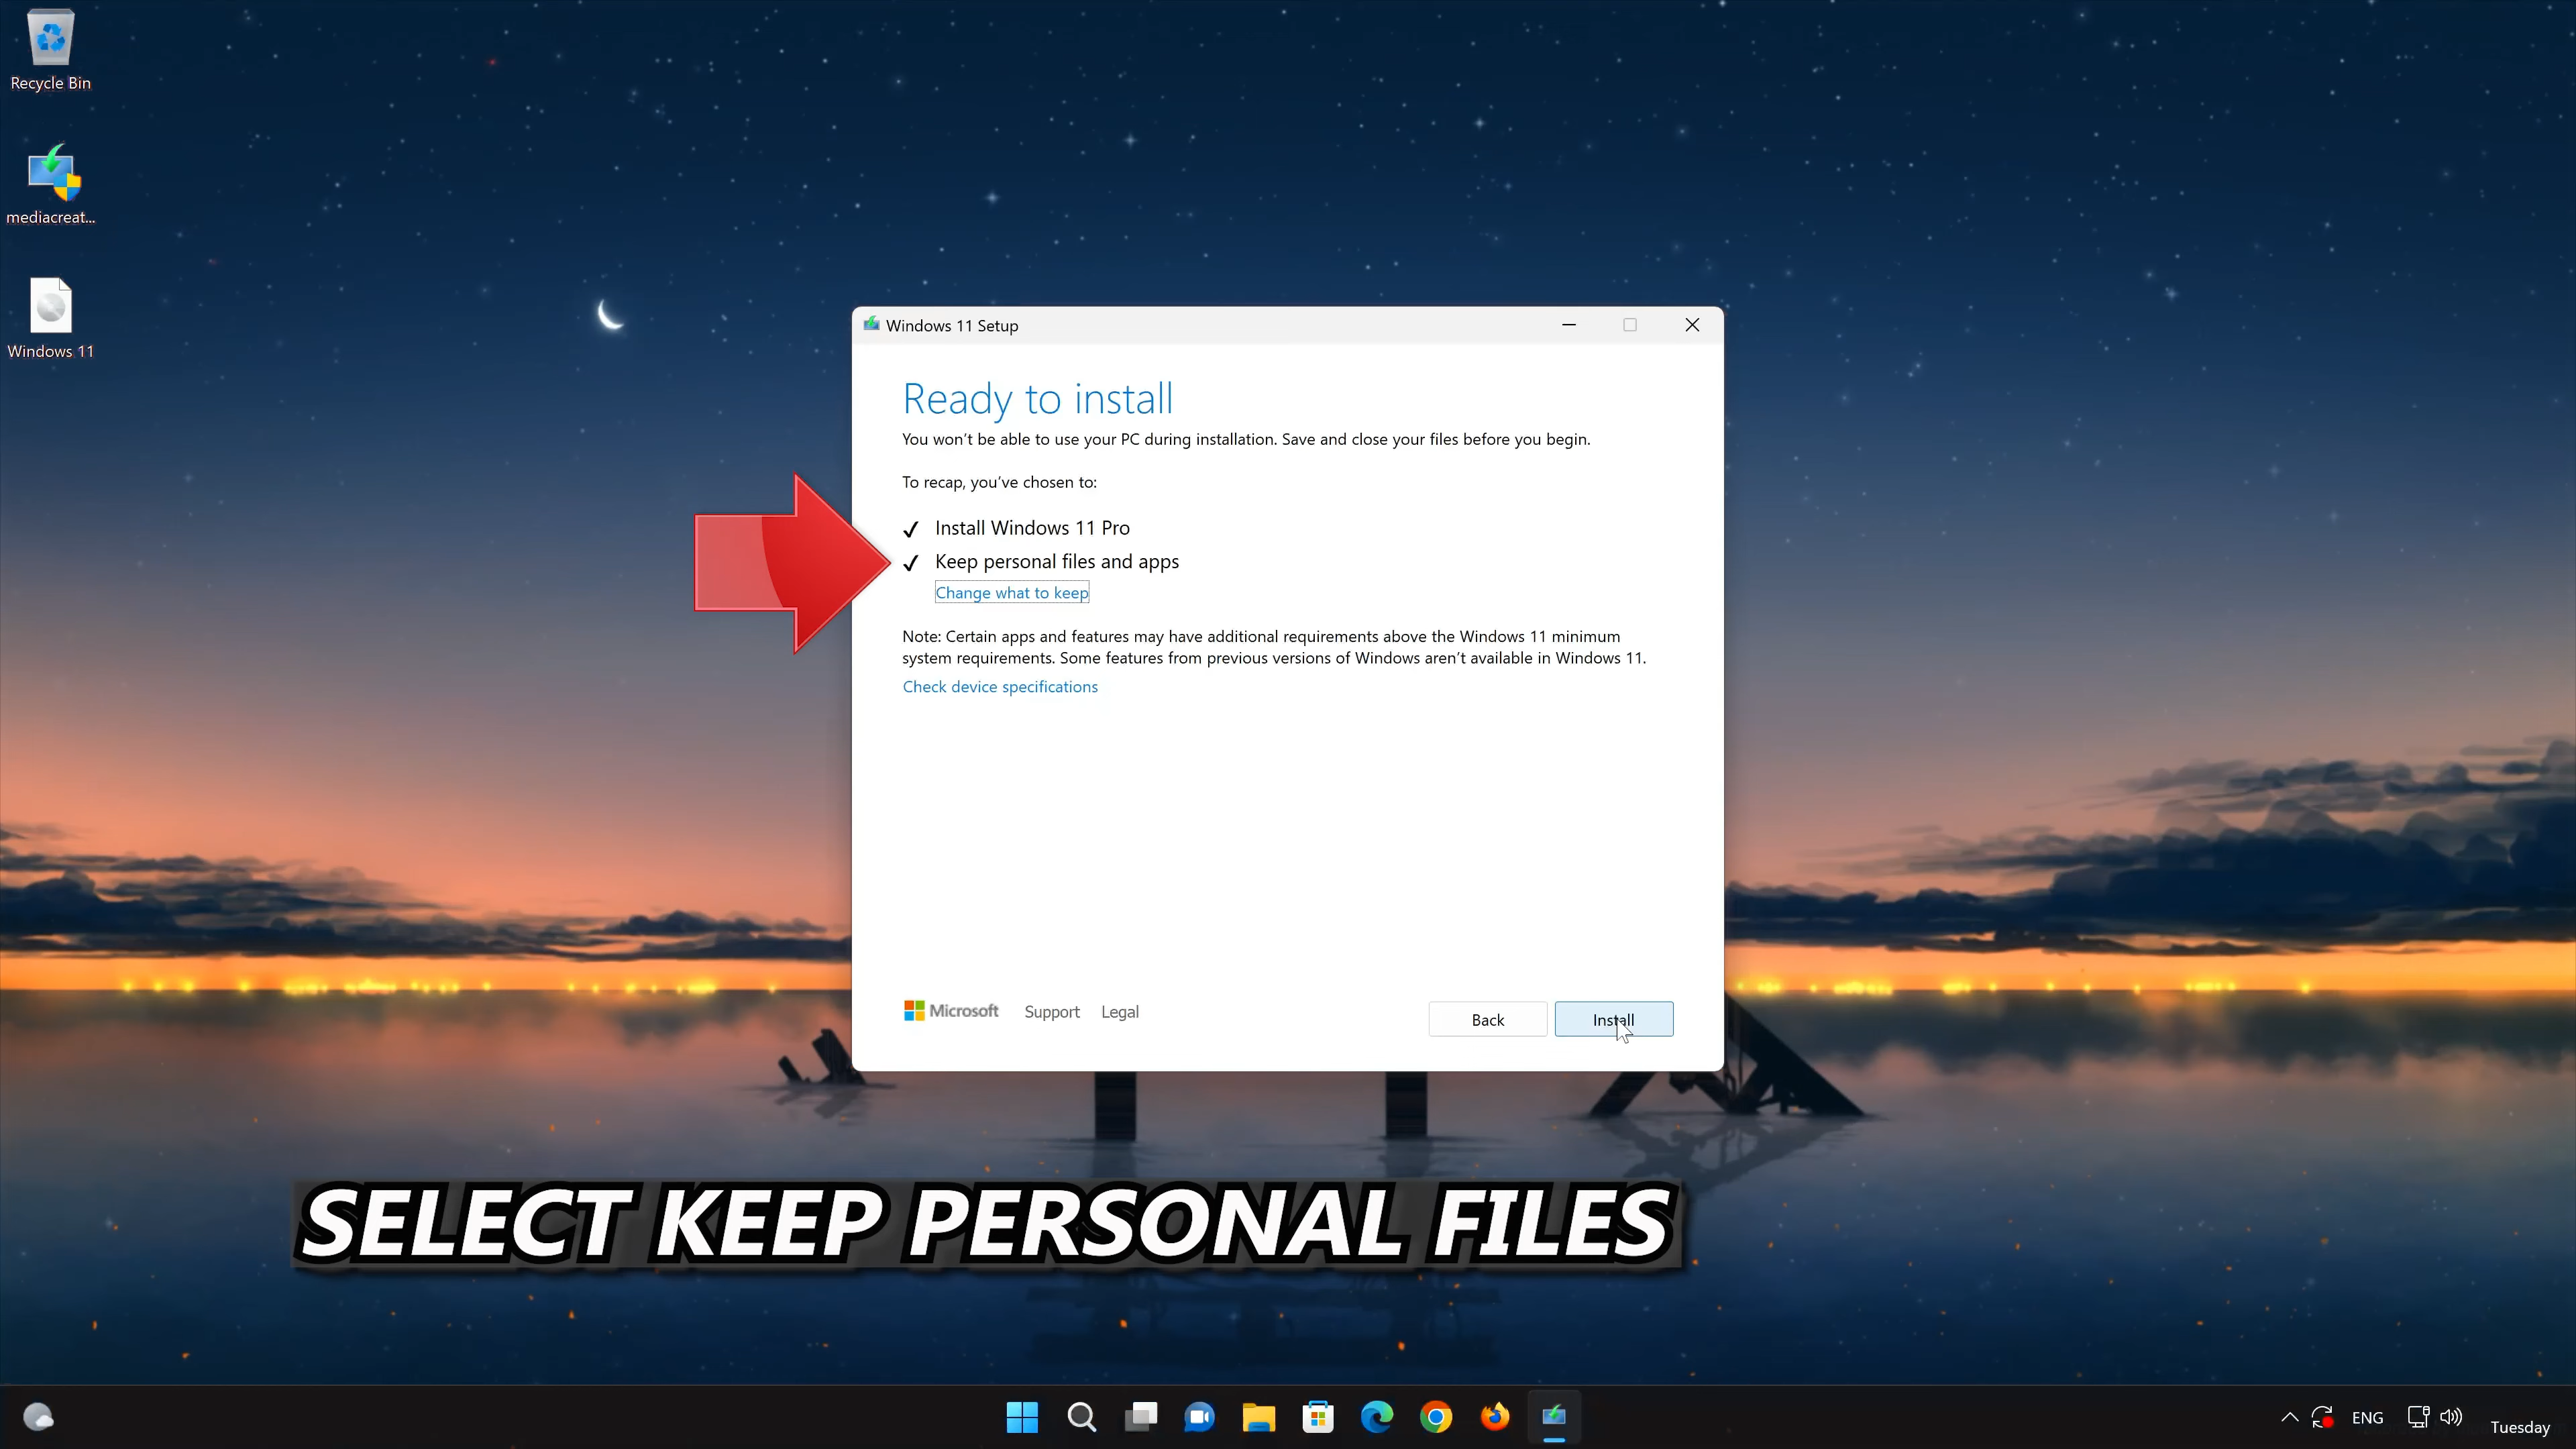 Recycle Bin
mediacreat...
Windows 11
Windows 11 Setup
Ready to install
You won't be able to use your PC during installation. Save and close your files before you begin.
To recap, you've chosen to:
Install Windows 11 Pro
Keep personal files and apps
Change what to keep
Note: Certain apps and features may have additional requirements above the Windows 11 minimum
system requirements. Some features from previous versions of Windows aren't available in Windows 11.
Check device specifications
Microsoft Support Legal
Back Install
SELECT KEEP PERSONAL FILES
ENG
Tuesday